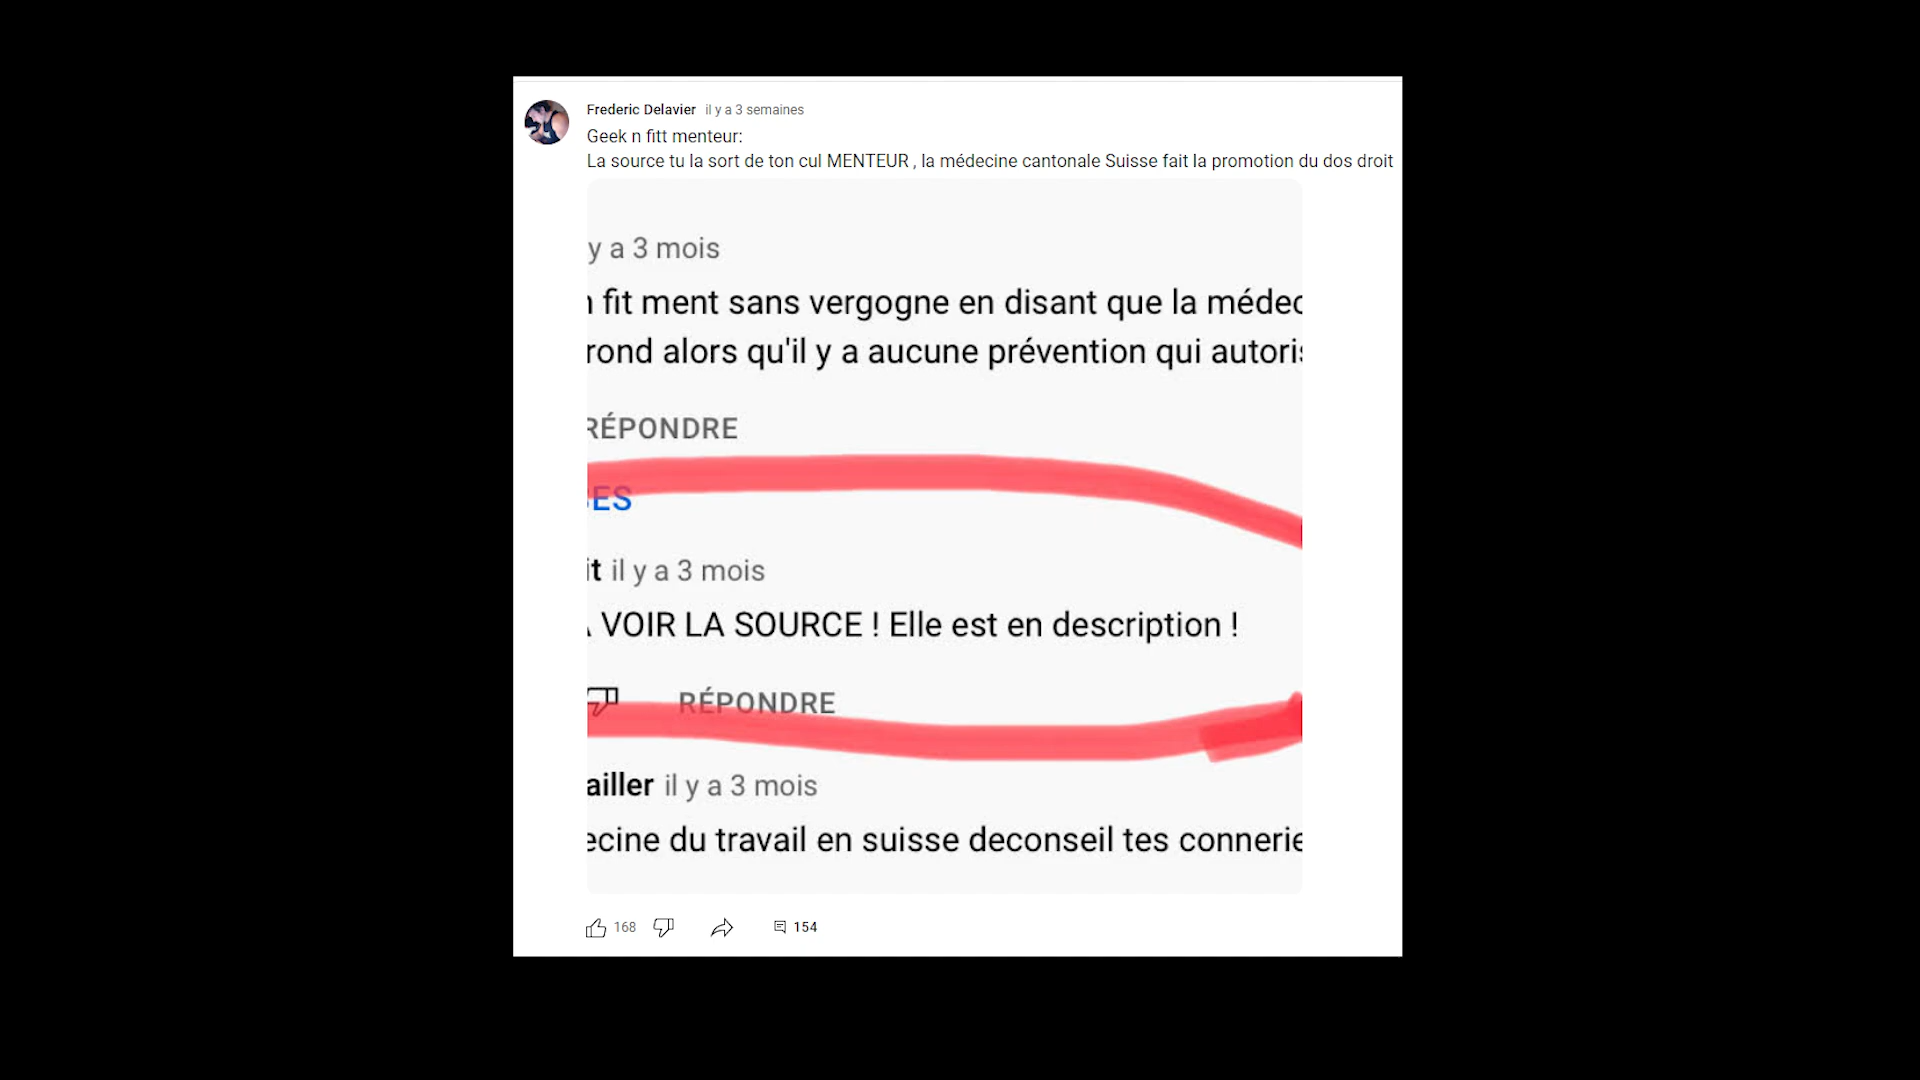 Frederic Delavier il y a 3 semaines
Geek n fitt menteur:
La source tu la sort de ton cul MENTEUR , la médecine cantonale Suisse fait la promotion du dos droit
y a 3 mois
fit ment sans vergogne en disant que la médec
rond alors qu'il y a aucune prévention qui autoris
RÉPONDRE
ES
it il y a 3 mois
VOIR LA SOURCE ! Elle est en description !
RÉPONDRE
ailler il y a 3 mois
ecine du travail en suisse deconseil tes connerie
168 154